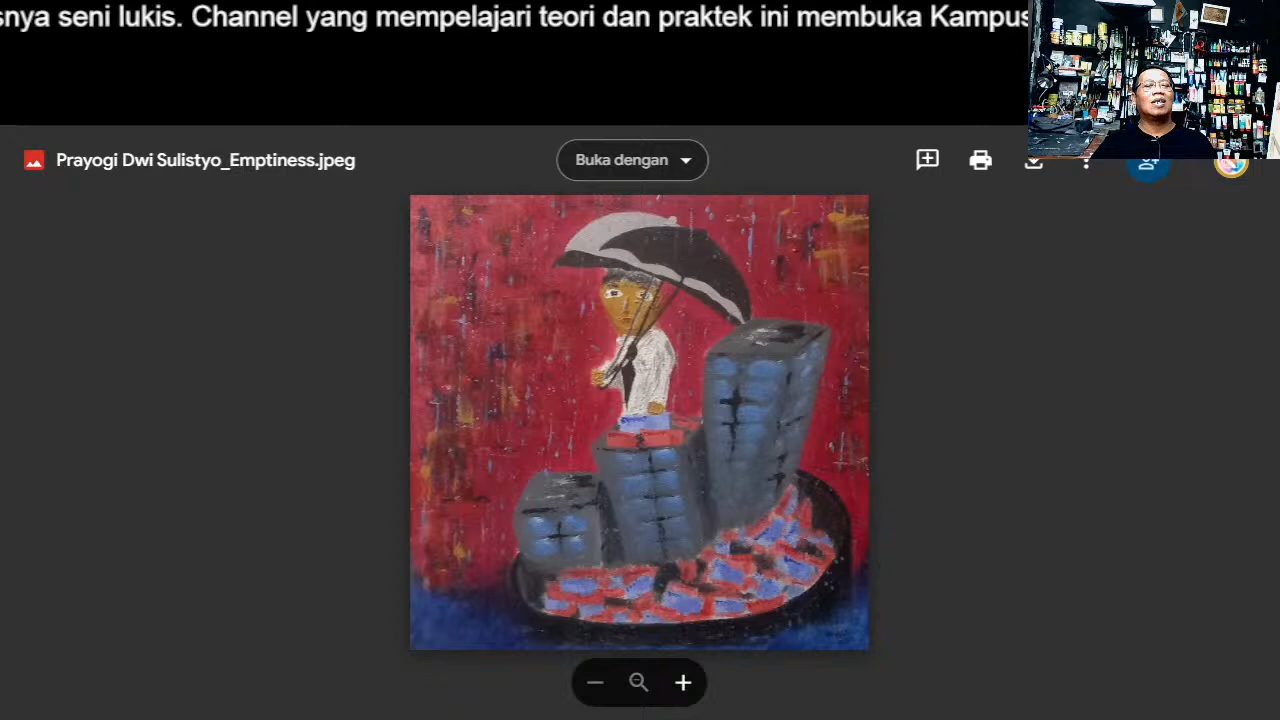 snya seni lukis. Channel yang mempelajari teori dan praktek ini membuka Kampus
Prayogi Dwi Sulistyo_Emptiness.jpeg
Buka dengan